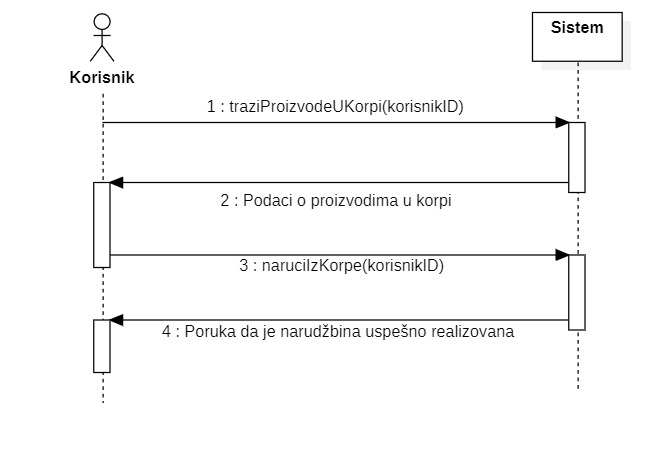 Korisnik
Sistem
1 : traziProizvodeUKorpi(korisnikID)
2 : Podaci o proizvodima u korpi
3 : naruciIzKorpe(korisnikID)
4 : Poruka da je narudžbina uspešno realizovana